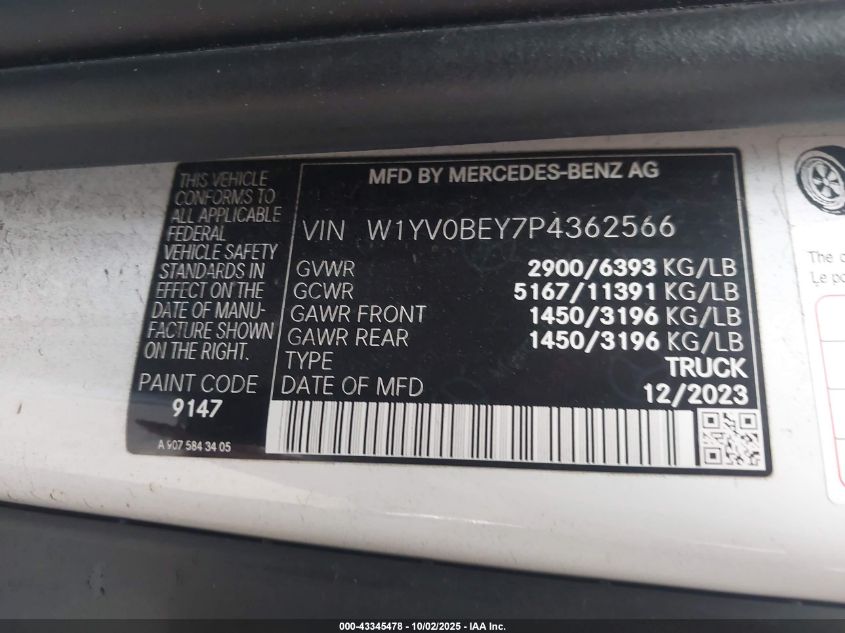 THIS VEHICLE
CONFORMS TO
ALL APPLICABLE
FEDERAL
VEHICLE SAFETY
STANDARDS IN
EFFECT ON THE
DATE OF MANU-
FACTURE SHOWN
ON THE RIGHT.
PAINT CODE
9147
A 907 584 34 05
MFD BY MERCEDES-BENZ AG
VIN W1YV0BEY7P4362566
GVWR 2900/6393 KG/LB
GCWR 5167/11391 KG/LB
GAWR FRONT 1450/3196 KG/LB
GAWR REAR 1450/3196 KG/LB
TYPE TRUCK
DATE OF MFD 12/2023
The c
Le po
000-43345478 - 10/02/2025 - IAA Inc.